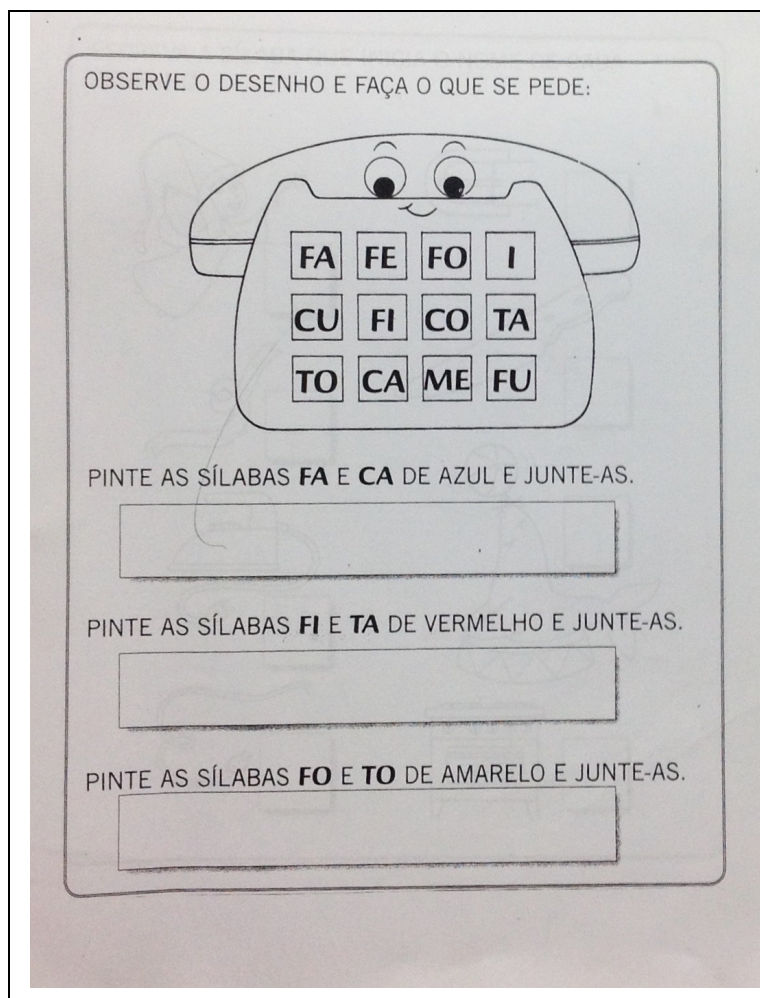 OBSERVE O DESENHO E FAÇA O QUE SE PEDE:
FA FE FO I
CU FI CO TA
TO CA ME FU
PINTE AS SÍLABAS FA E CA DE AZUL E JUNTE-AS.
PINTE AS SÍLABAS FI E TA DE VERMELHO E JUNTE-AS.
PINTE AS SÍLABAS FO E TO DE AMARELO E JUNTE-AS.